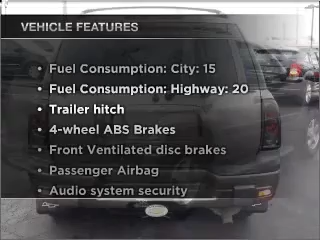 VEHICLE FEATURES
• Fuel Consumption: City: 15
• Fuel Consumption: Highway: 20
• Trailer hitch
• 4-wheel ABS Brakes
• Front Ventilated disc brakes
• Passenger Airbag
• Audio system security